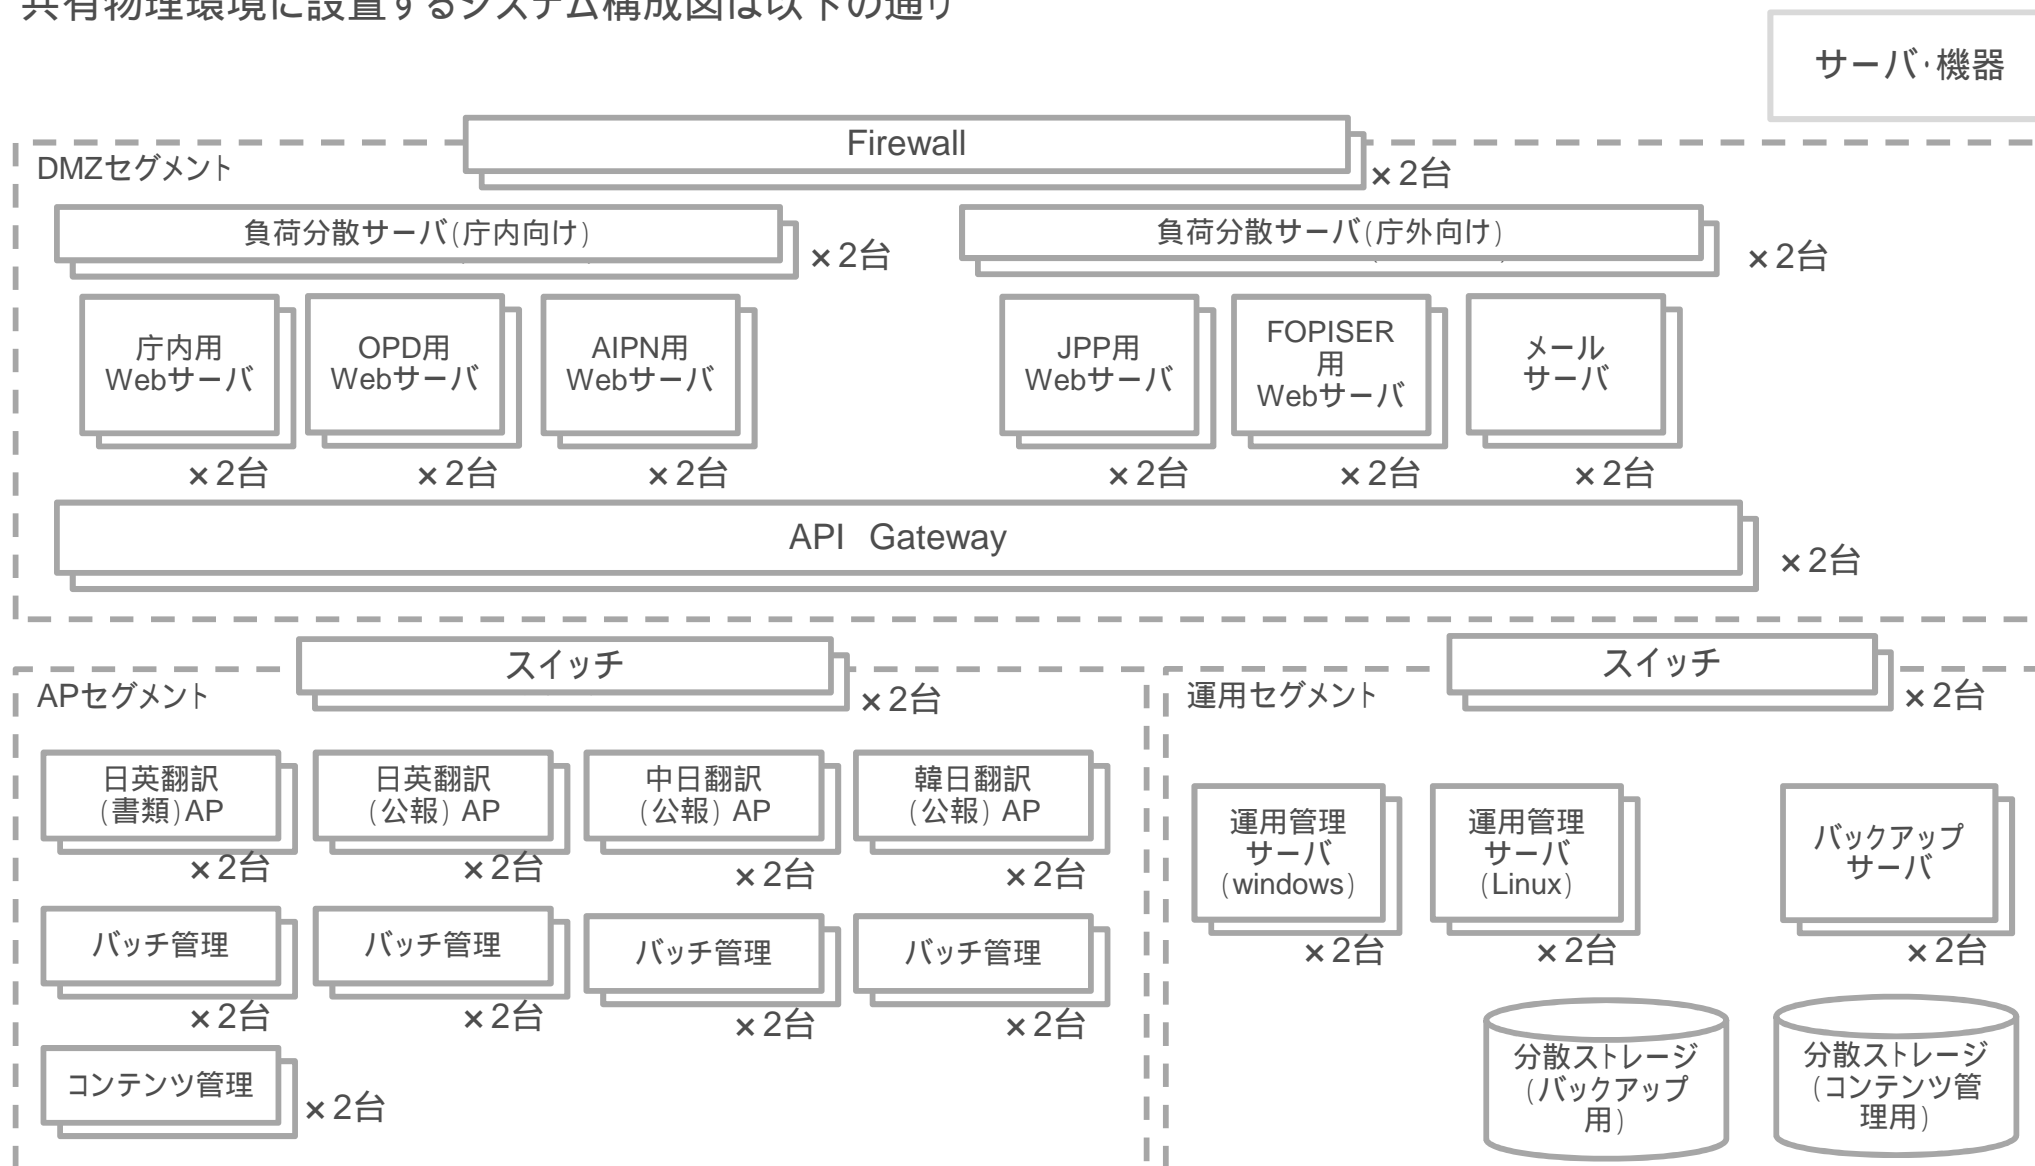 共有物理環境に設置するシステム構成図は以下の通り
サーバ・機器
Firewall
×2台
DMZセグメント
負荷分散サーバ(庁内向け)
×2台
負荷分散サーバ(庁外向け)
×2台
庁内用
Webサーバ
×2台
OPD用
Webサーバ
×2台
AIPN用
Webサーバ
×2台
JPP用
Webサーバ
×2台
FOPISER
用
Webサーバ
×2台
メール
サーバ
×2台
API Gateway
×2台
スイッチ
×2台
APセグメント
日英翻訳
(書類)AP
×2台
日英翻訳
(公報) AP
×2台
中日翻訳
(公報) AP
×2台
韓日翻訳
(公報) AP
×2台
バッチ管理
×2台
バッチ管理
×2台
バッチ管理
×2台
バッチ管理
×2台
コンテンツ管理
×2台
スイッチ
×2台
運用セグメント
運用管理
サーバ
(windows)
×2台
運用管理
サーバ
(Linux)
×2台
バックアップ
サーバ
×2台
分散ストレージ
(バックアップ
用)
分散ストレージ
(コンテンツ管
理用)